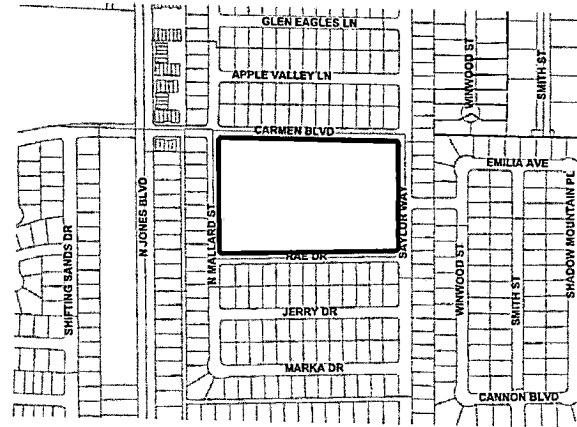 GLEN EAGLES LN
APPLE VALLEY LN
WINWOOD ST
SMITH ST
CARMEN BLVD
EMILIA AVE
SHIFTING SANDS DR
N JONES BLVD
N MALLARD ST
SAYLOR WAY
WINWOOD ST
SMITH ST
SHADOW MOUNTAIN PL
RAE DR
JERRY DR
MARKA DR
CANNON BLVD